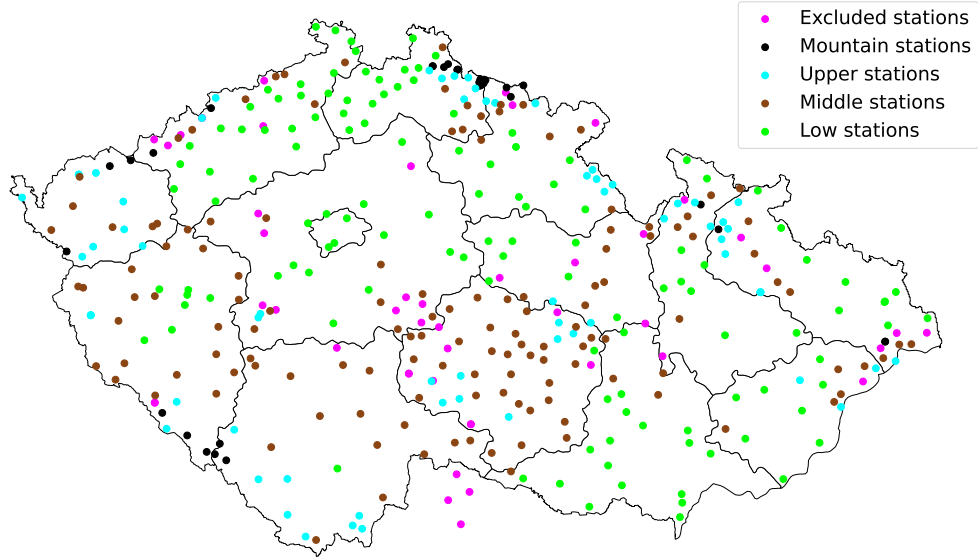 Excluded stations
Mountain stations
Upper stations
Middle stations
Low stations